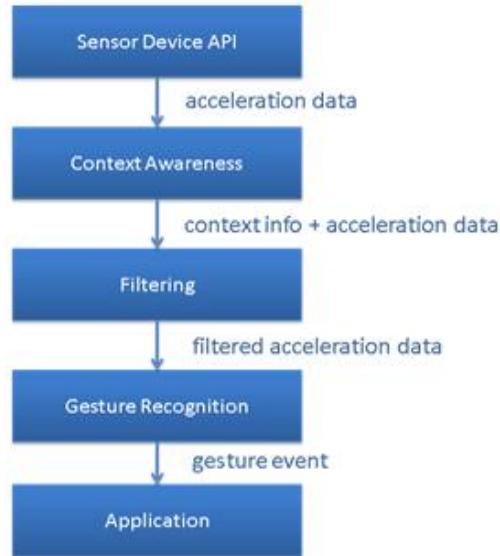 Sensor Device API
acceleration data
Context Awareness
context info + acceleration data
Filtering
filtered acceleration data
Gesture Recognition
gesture event
Application